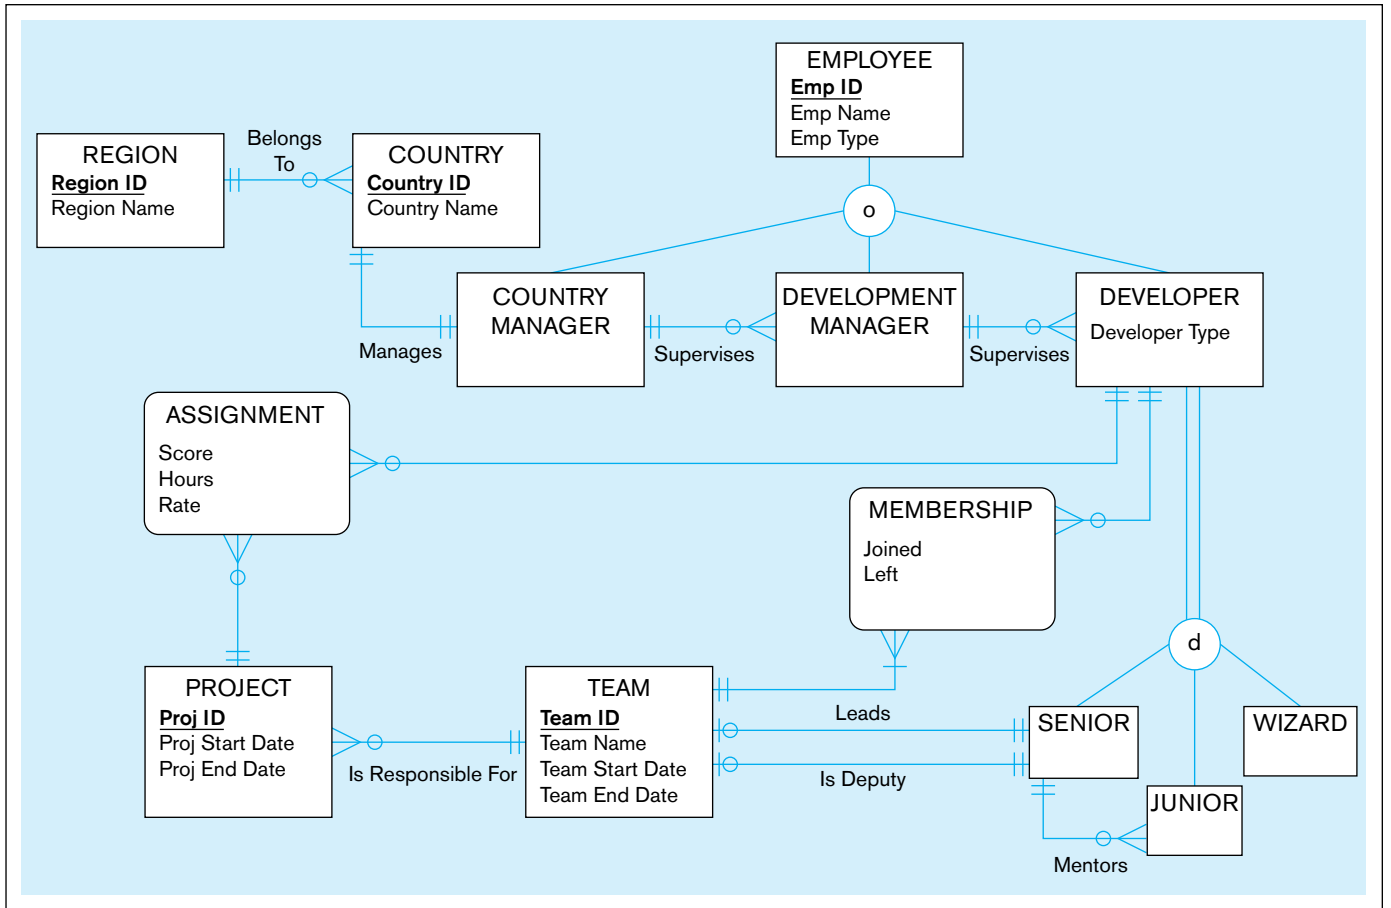 EMPLOYEE
Emp ID
Emp Name
Emp Type
REGION
Region ID
Region Name
Belongs
To
COUNTRY
Country ID
Country Name
o
COUNTRY
MANAGER
DEVELOPMENT
MANAGER
DEVELOPER
Developer Type
Manages
Supervises
Supervises
ASSIGNMENT
Score
Hours
Rate
MEMBERSHIP
Joined
Left
d
PROJECT
Proj ID
Proj Start Date
Proj End Date
Is Responsible For
TEAM
Team ID
Team Name
Team Start Date
Team End Date
Leads
Is Deputy
SENIOR
WIZARD
JUNIOR
Mentors